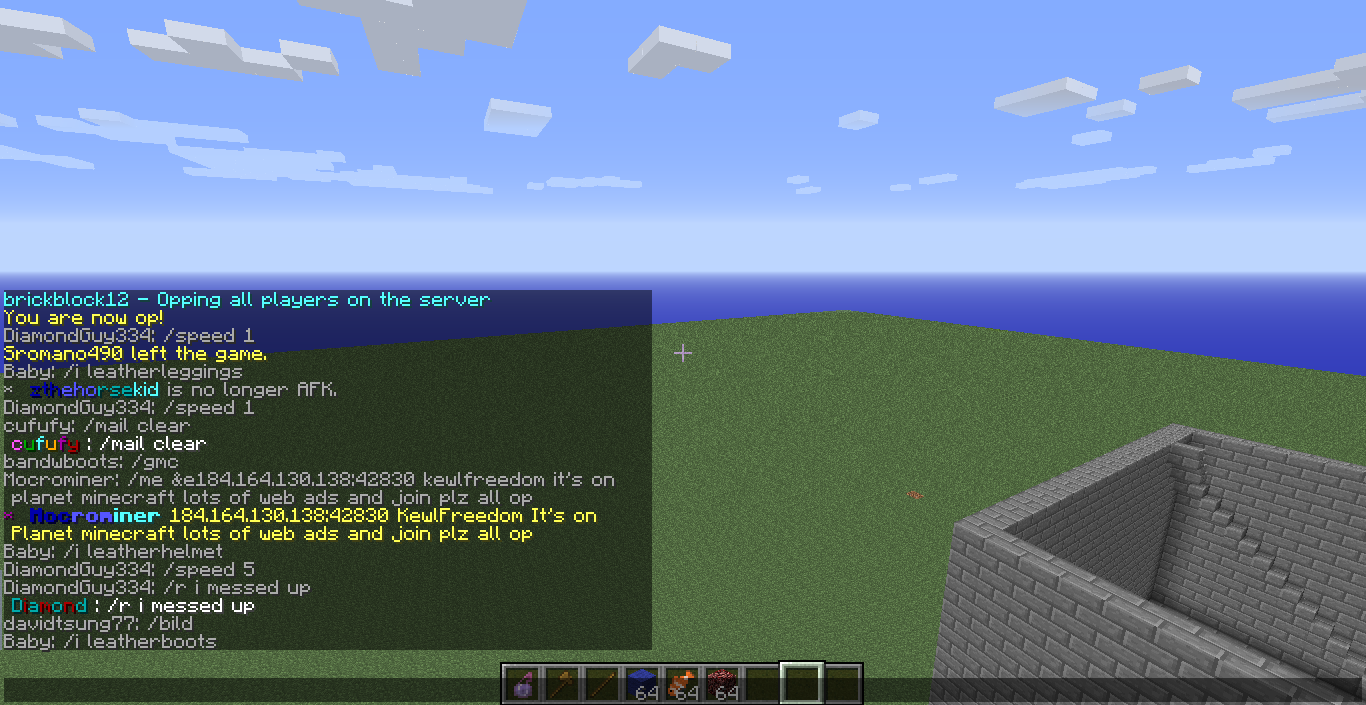 brickblock12 - Opping all players on the server
You are now op!
DiamondGuy334: /speed 1
Sromano490 left the game.
Baby: /i leatherleggings
* zthehorsekid is no longer AFK.
DiamondGuy334: /speed 1
cufufy: /mail clear
cufufy : /mail clear
bandwboots: /gmc
Mocrominer: /me &e184.164.130.138:42830 kewlfreedom it's on
planet minecraft lots of web ads and join plz all op
* Mocrominer 184.164.130.138:42830 KewlFreedom It's on
Planet minecraft lots of web ads and join plz all op
Baby: /i leatherhelmet
DiamondGuy334: /speed 5
DiamondGuy334: /r i messed up
Diamond : /r i messed up
davidtsung77: /bild
Baby: /i leatherboots
64 64 64